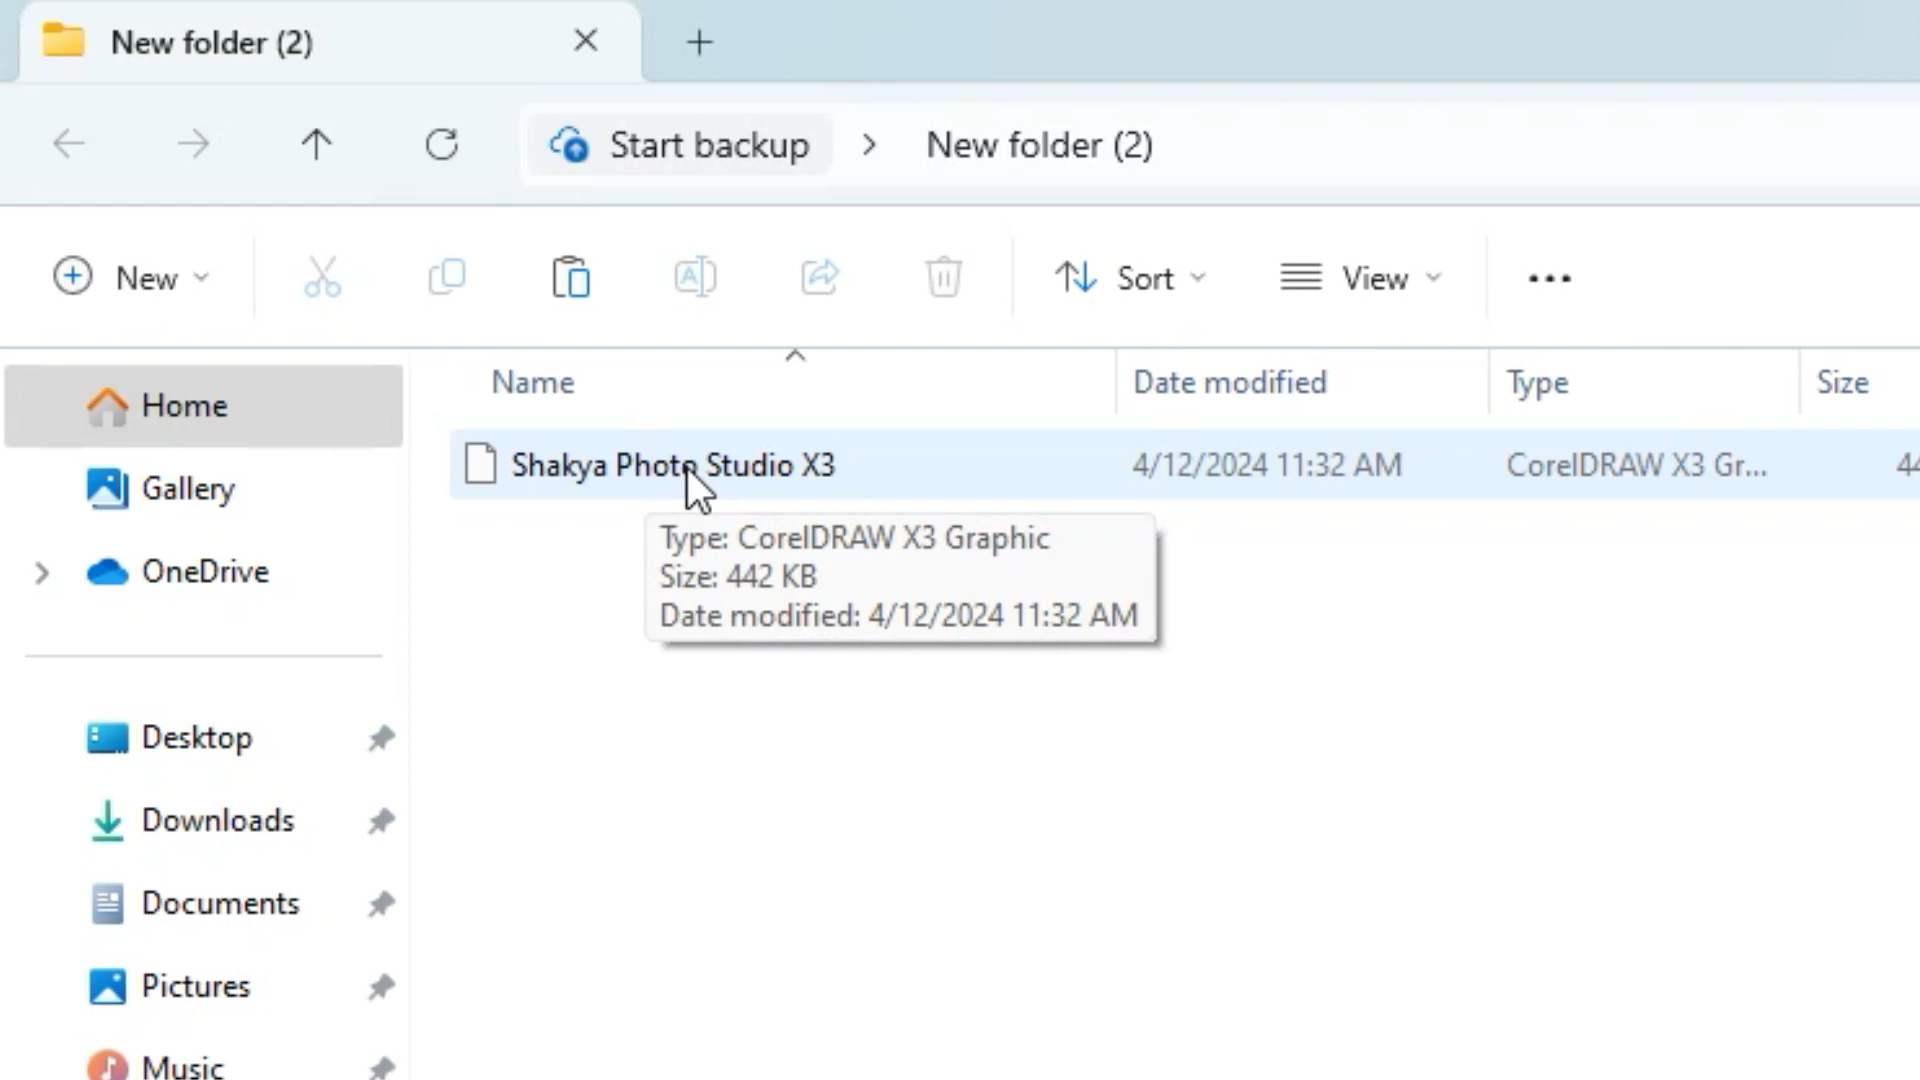 New folder (2)
Start backup > New folder (2)
New
Sort
View
Name
Date modified
Type
Size
Home
Gallery
OneDrive
Shakya Photo Studio X3
4/12/2024 11:32 AM
CorelDRAW X3 Gr...
44
Type: CorelDRAW X3 Graphic
Size: 442 KB
Date modified: 4/12/2024 11:32 AM
Desktop
Downloads
Documents
Pictures
Music